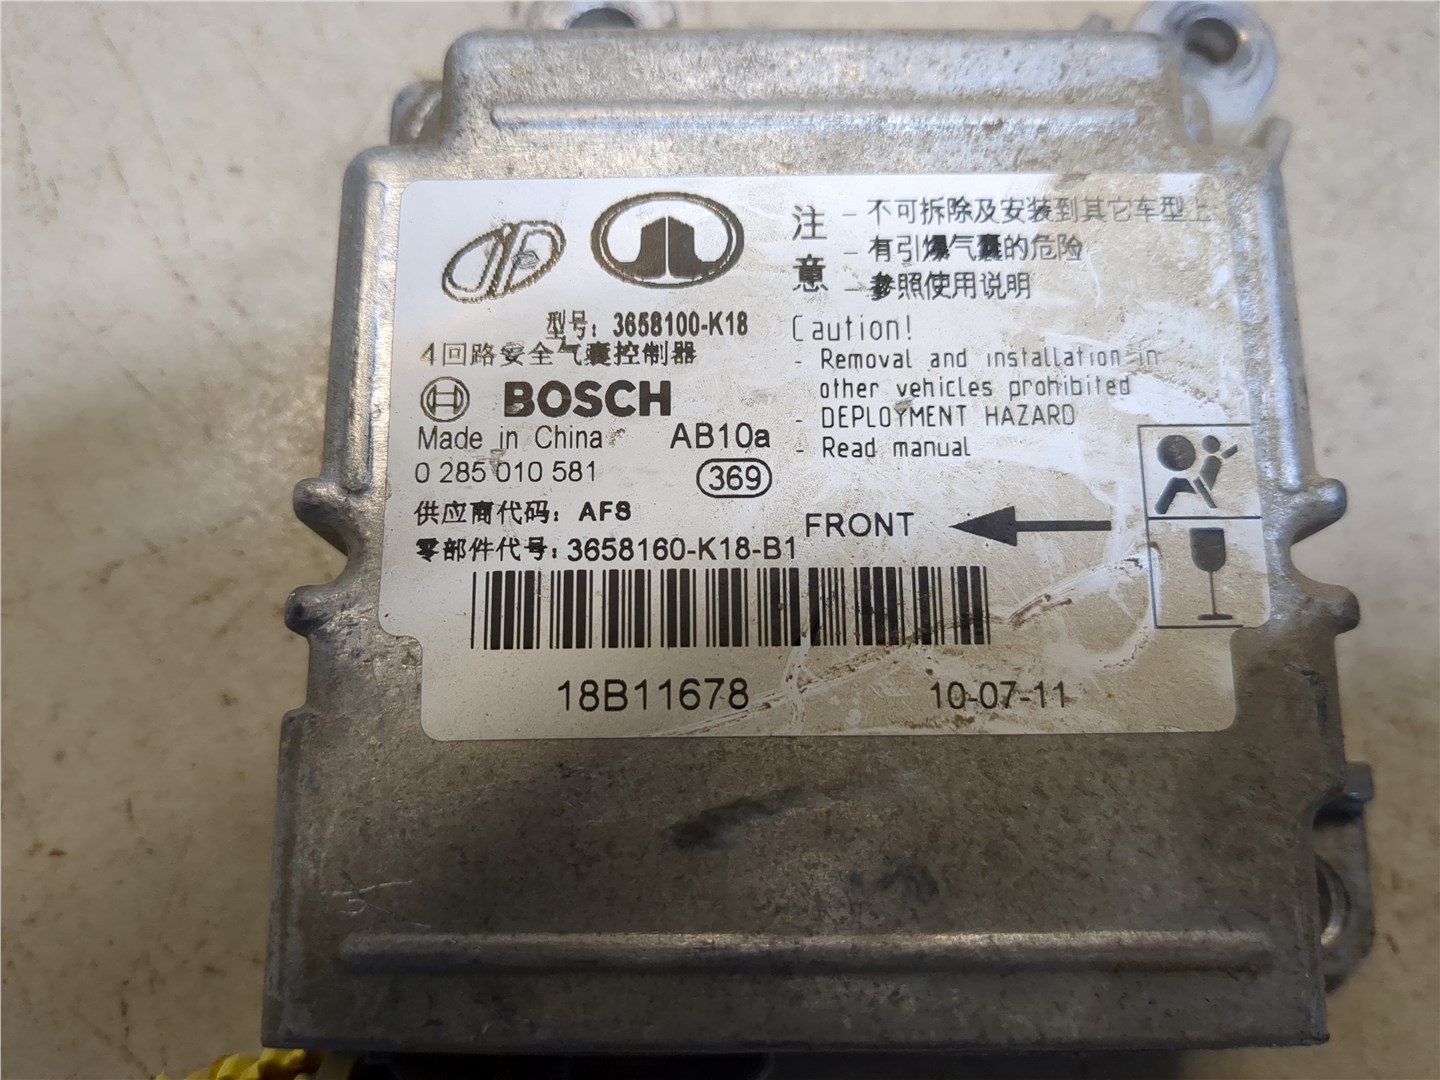 注意
- 不可拆除及安装到其它车型上
- 有引爆气囊的危险
- 参照使用说明
型号: 3658100-K18
4回路安全气囊控制器
BOSCH
Made in China AB10a
0 285 010 581 369
供应商代码: AFS
零部件代号: 3658160-K18-B1
Caution!
- Removal and installation in
other vehicles prohibited
- DEPLOYMENT HAZARD
- Read manual
FRONT
18B11678 10-07-11